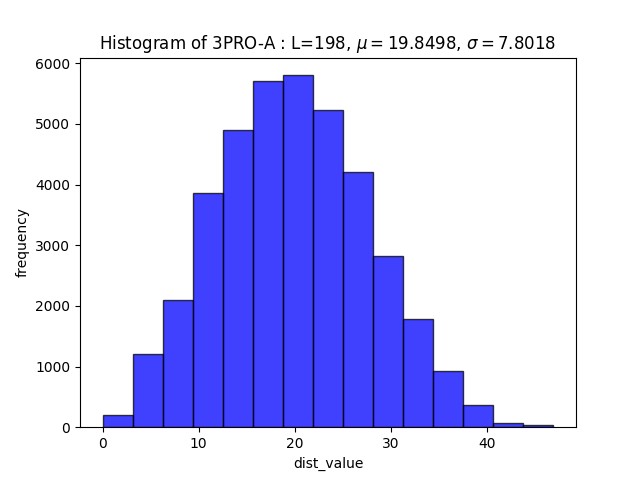 Histogram of 3PRO-A : L=198, μ = 19.8498, σ = 7.8018
6000
5000
4000
3000
2000
1000
0
frequency
0 10 20 30 40
dist_value